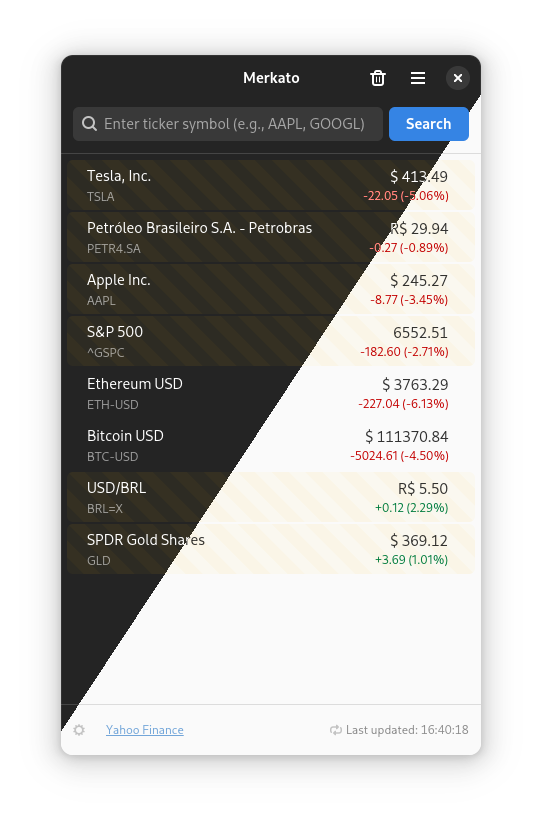 Merkato
Enter ticker symbol (e.g., AAPL, GOOGL)
Search
Tesla, Inc.
$ 413.49
TSLA
-22.05 (-5.06%)
Petróleo Brasileiro S.A. - Petrobras
R$ 29.94
PETR4.SA
-0.27 (-0.89%)
Apple Inc.
$ 245.27
AAPL
-8.77 (-3.45%)
S&P 500
6552.51
^GSPC
-182.60 (-2.71%)
Ethereum USD
$ 3763.29
ETH-USD
-227.04 (-6.13%)
Bitcoin USD
$ 111370.84
BTC-USD
-5024.61 (-4.50%)
USD/BRL
R$ 5.50
BRL=X
+0.12 (2.29%)
SPDR Gold Shares
$ 369.12
GLD
+3.69 (1.01%)
Yahoo Finance
Last updated: 16:40:18